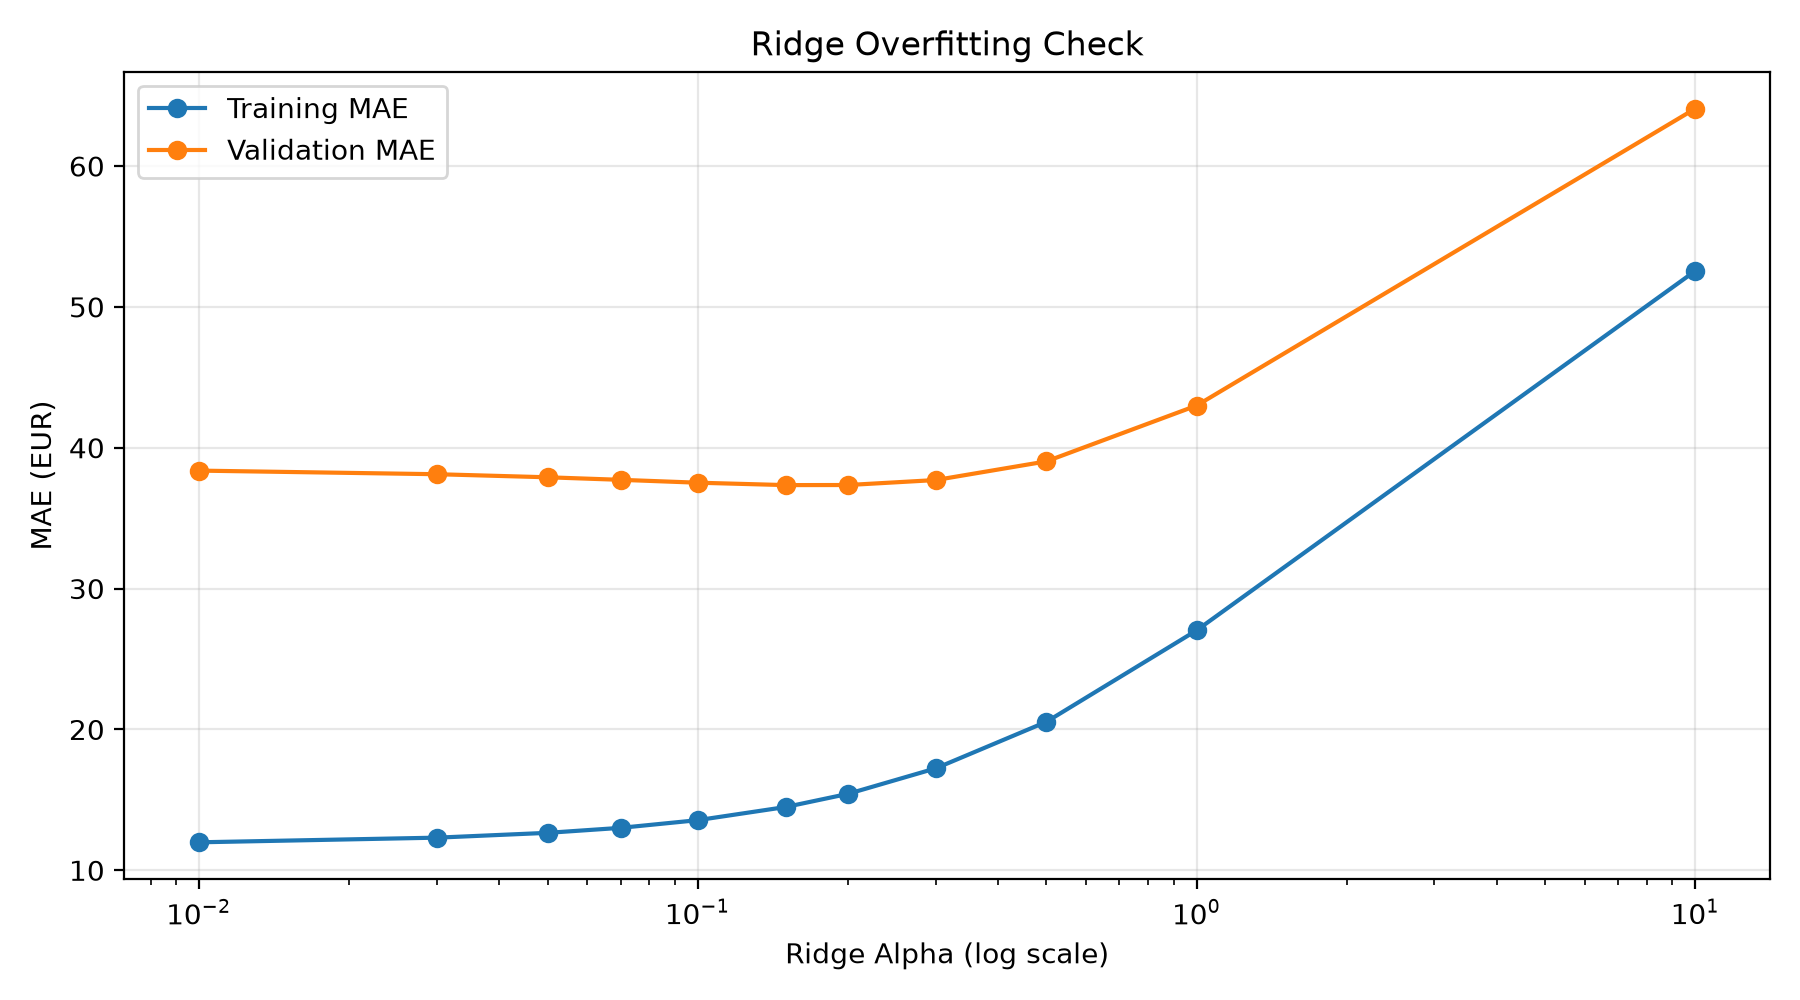 Ridge Overfitting Check
Training MAE
Validation MAE
60
50
40
30
20
10
MAE (EUR)
10⁻² 10⁻¹ 10⁰ 10¹
Ridge Alpha (log scale)